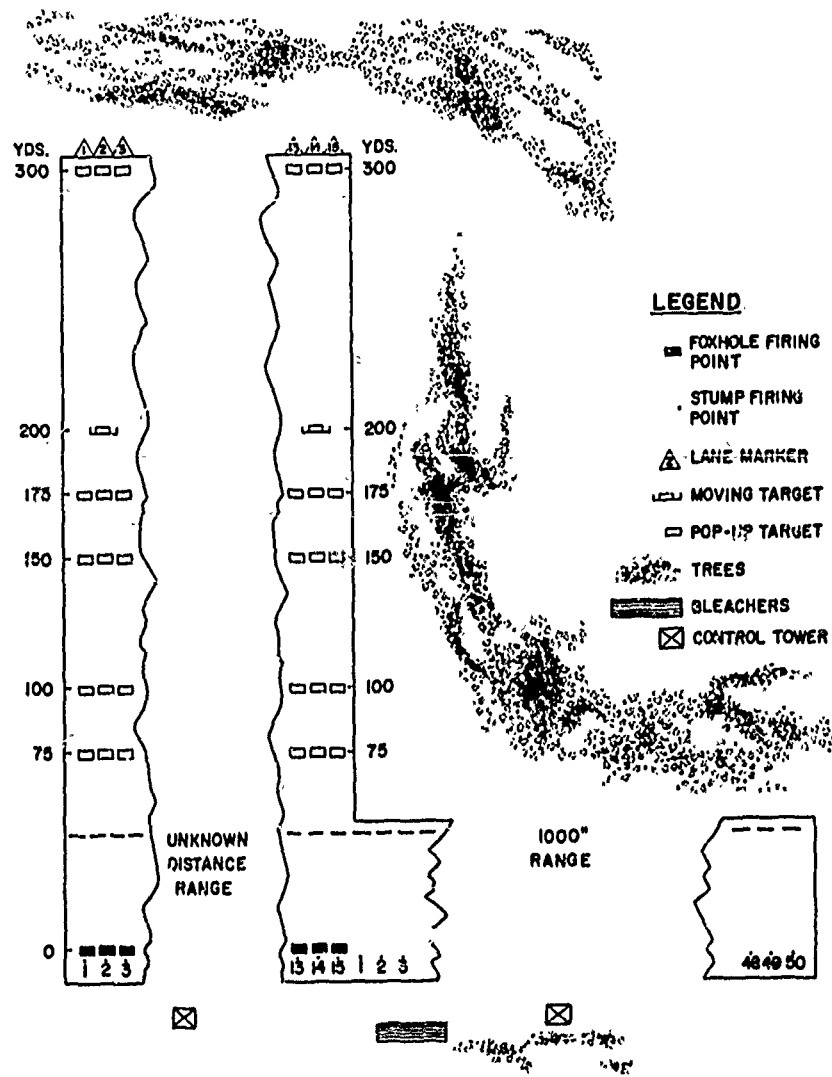 YDS.
1 2 3
300
200
175
150
100
75
0
1 2 3
UNKNOWN
DISTANCE
RANGE
13 14 15
YDS.
300
200
175
150
100
75
13 14 15 1 2 3
1000"
RANGE
48 49 50
LEGEND
FOXHOLE FIRING
POINT
STUMP FIRING
POINT
LANE MARKER
MOVING TARGET
POP-UP TARGET
TREES
BLEACHERS
CONTROL TOWER